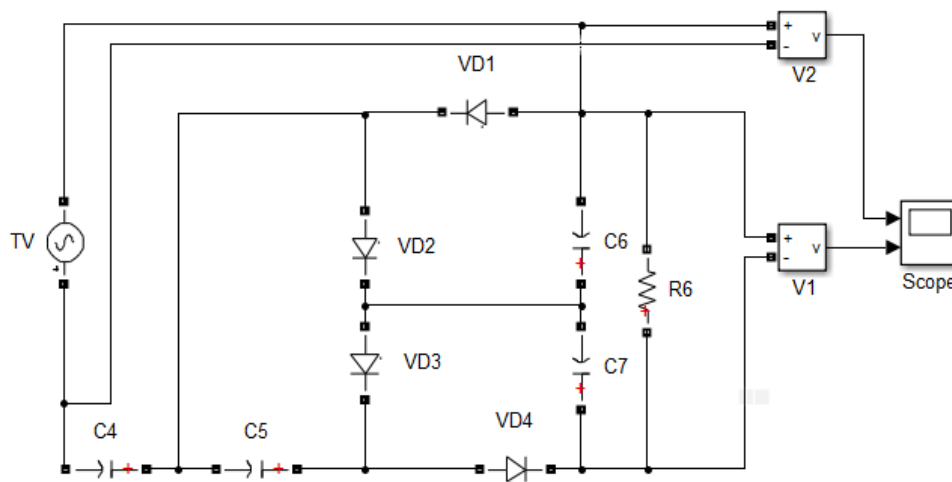 +
-
v
V2
VD1
TV
VD2
C6
+
R6
+
+
-
v
V1
Scope
VD3
C7
+
C4
+
C5
+
VD4